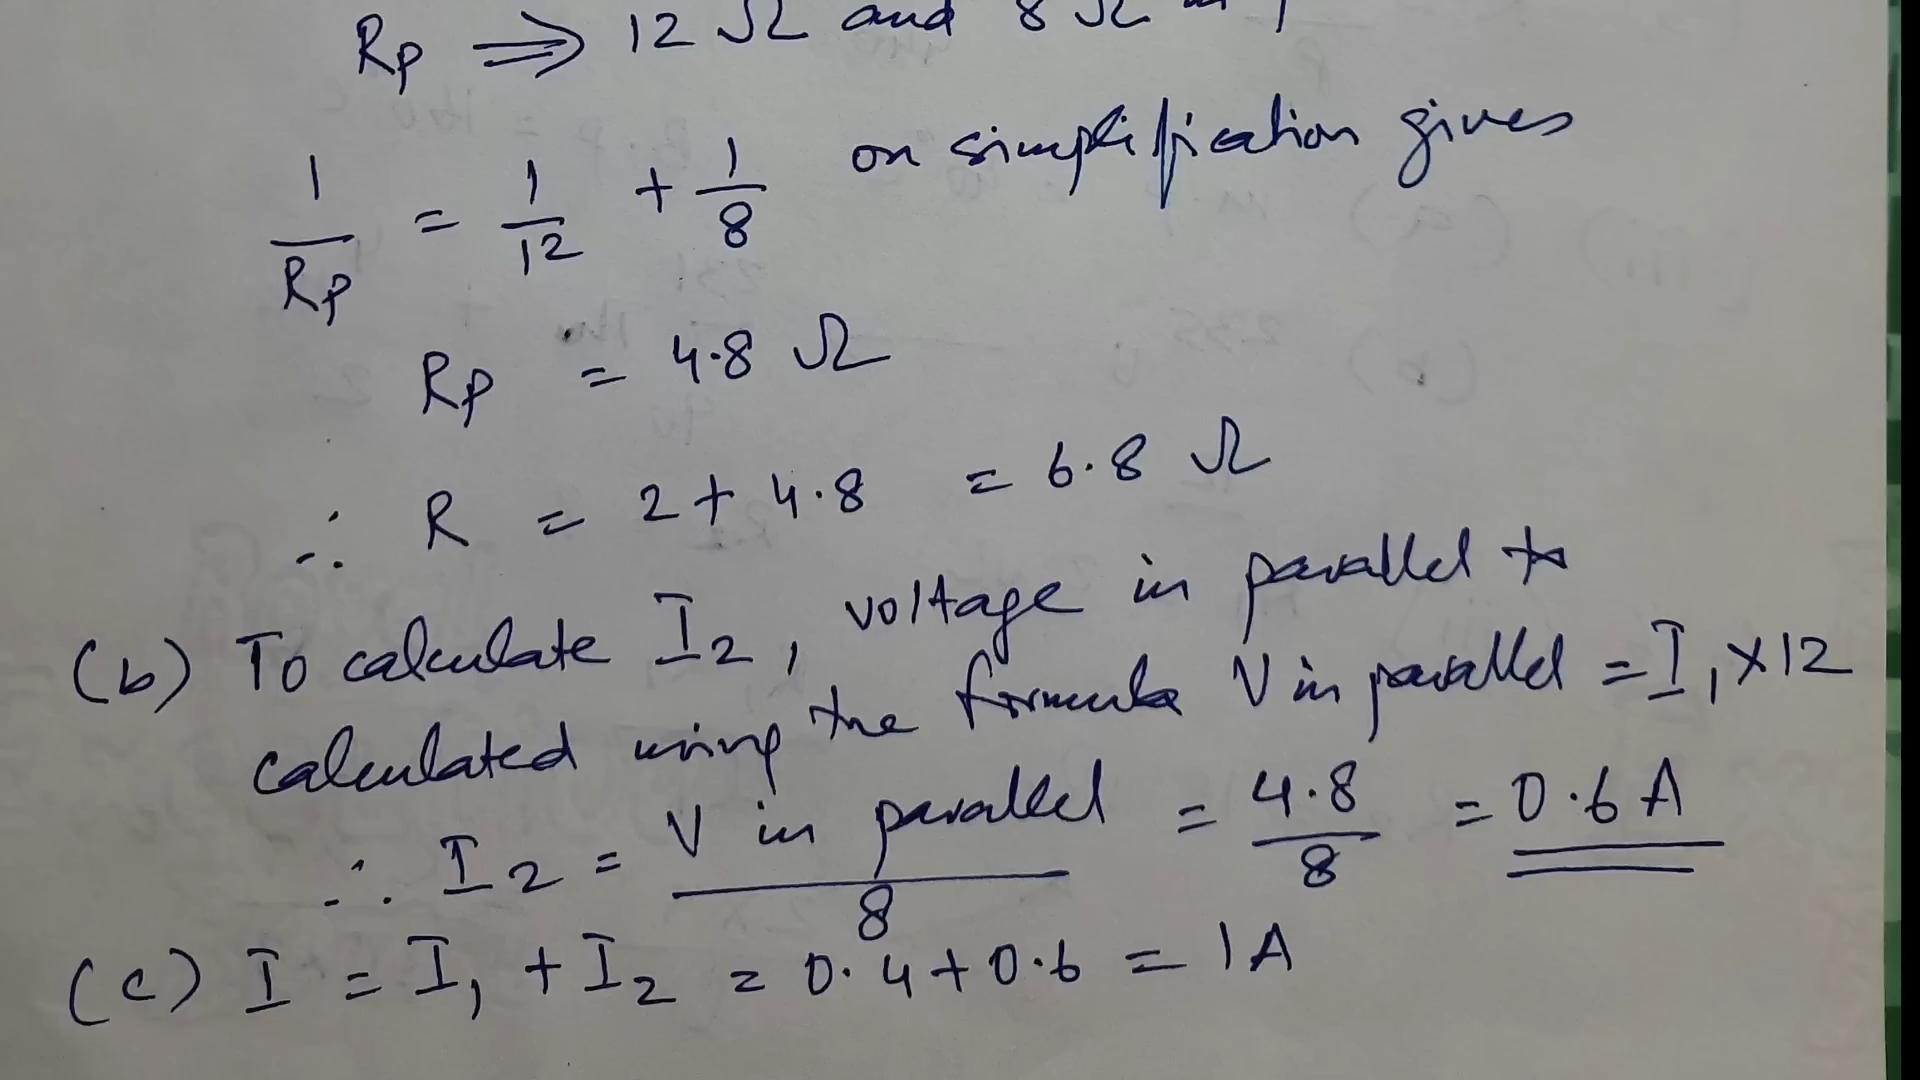 Rp ⇒ 12 Ω and 8 Ω
1/Rp = 1/12 + 1/8 on simplification gives
Rp = 4.8 Ω
∴ R = 2 + 4.8 = 6.8 Ω
(b) To calculate I2, voltage in parallel to
calculated using the formula V in parallel = I1 × 12
∴ I2 = V in parallel / 8 = 4.8/8 = 0.6 A
(c) I = I1 + I2 = 0.4 + 0.6 = 1A